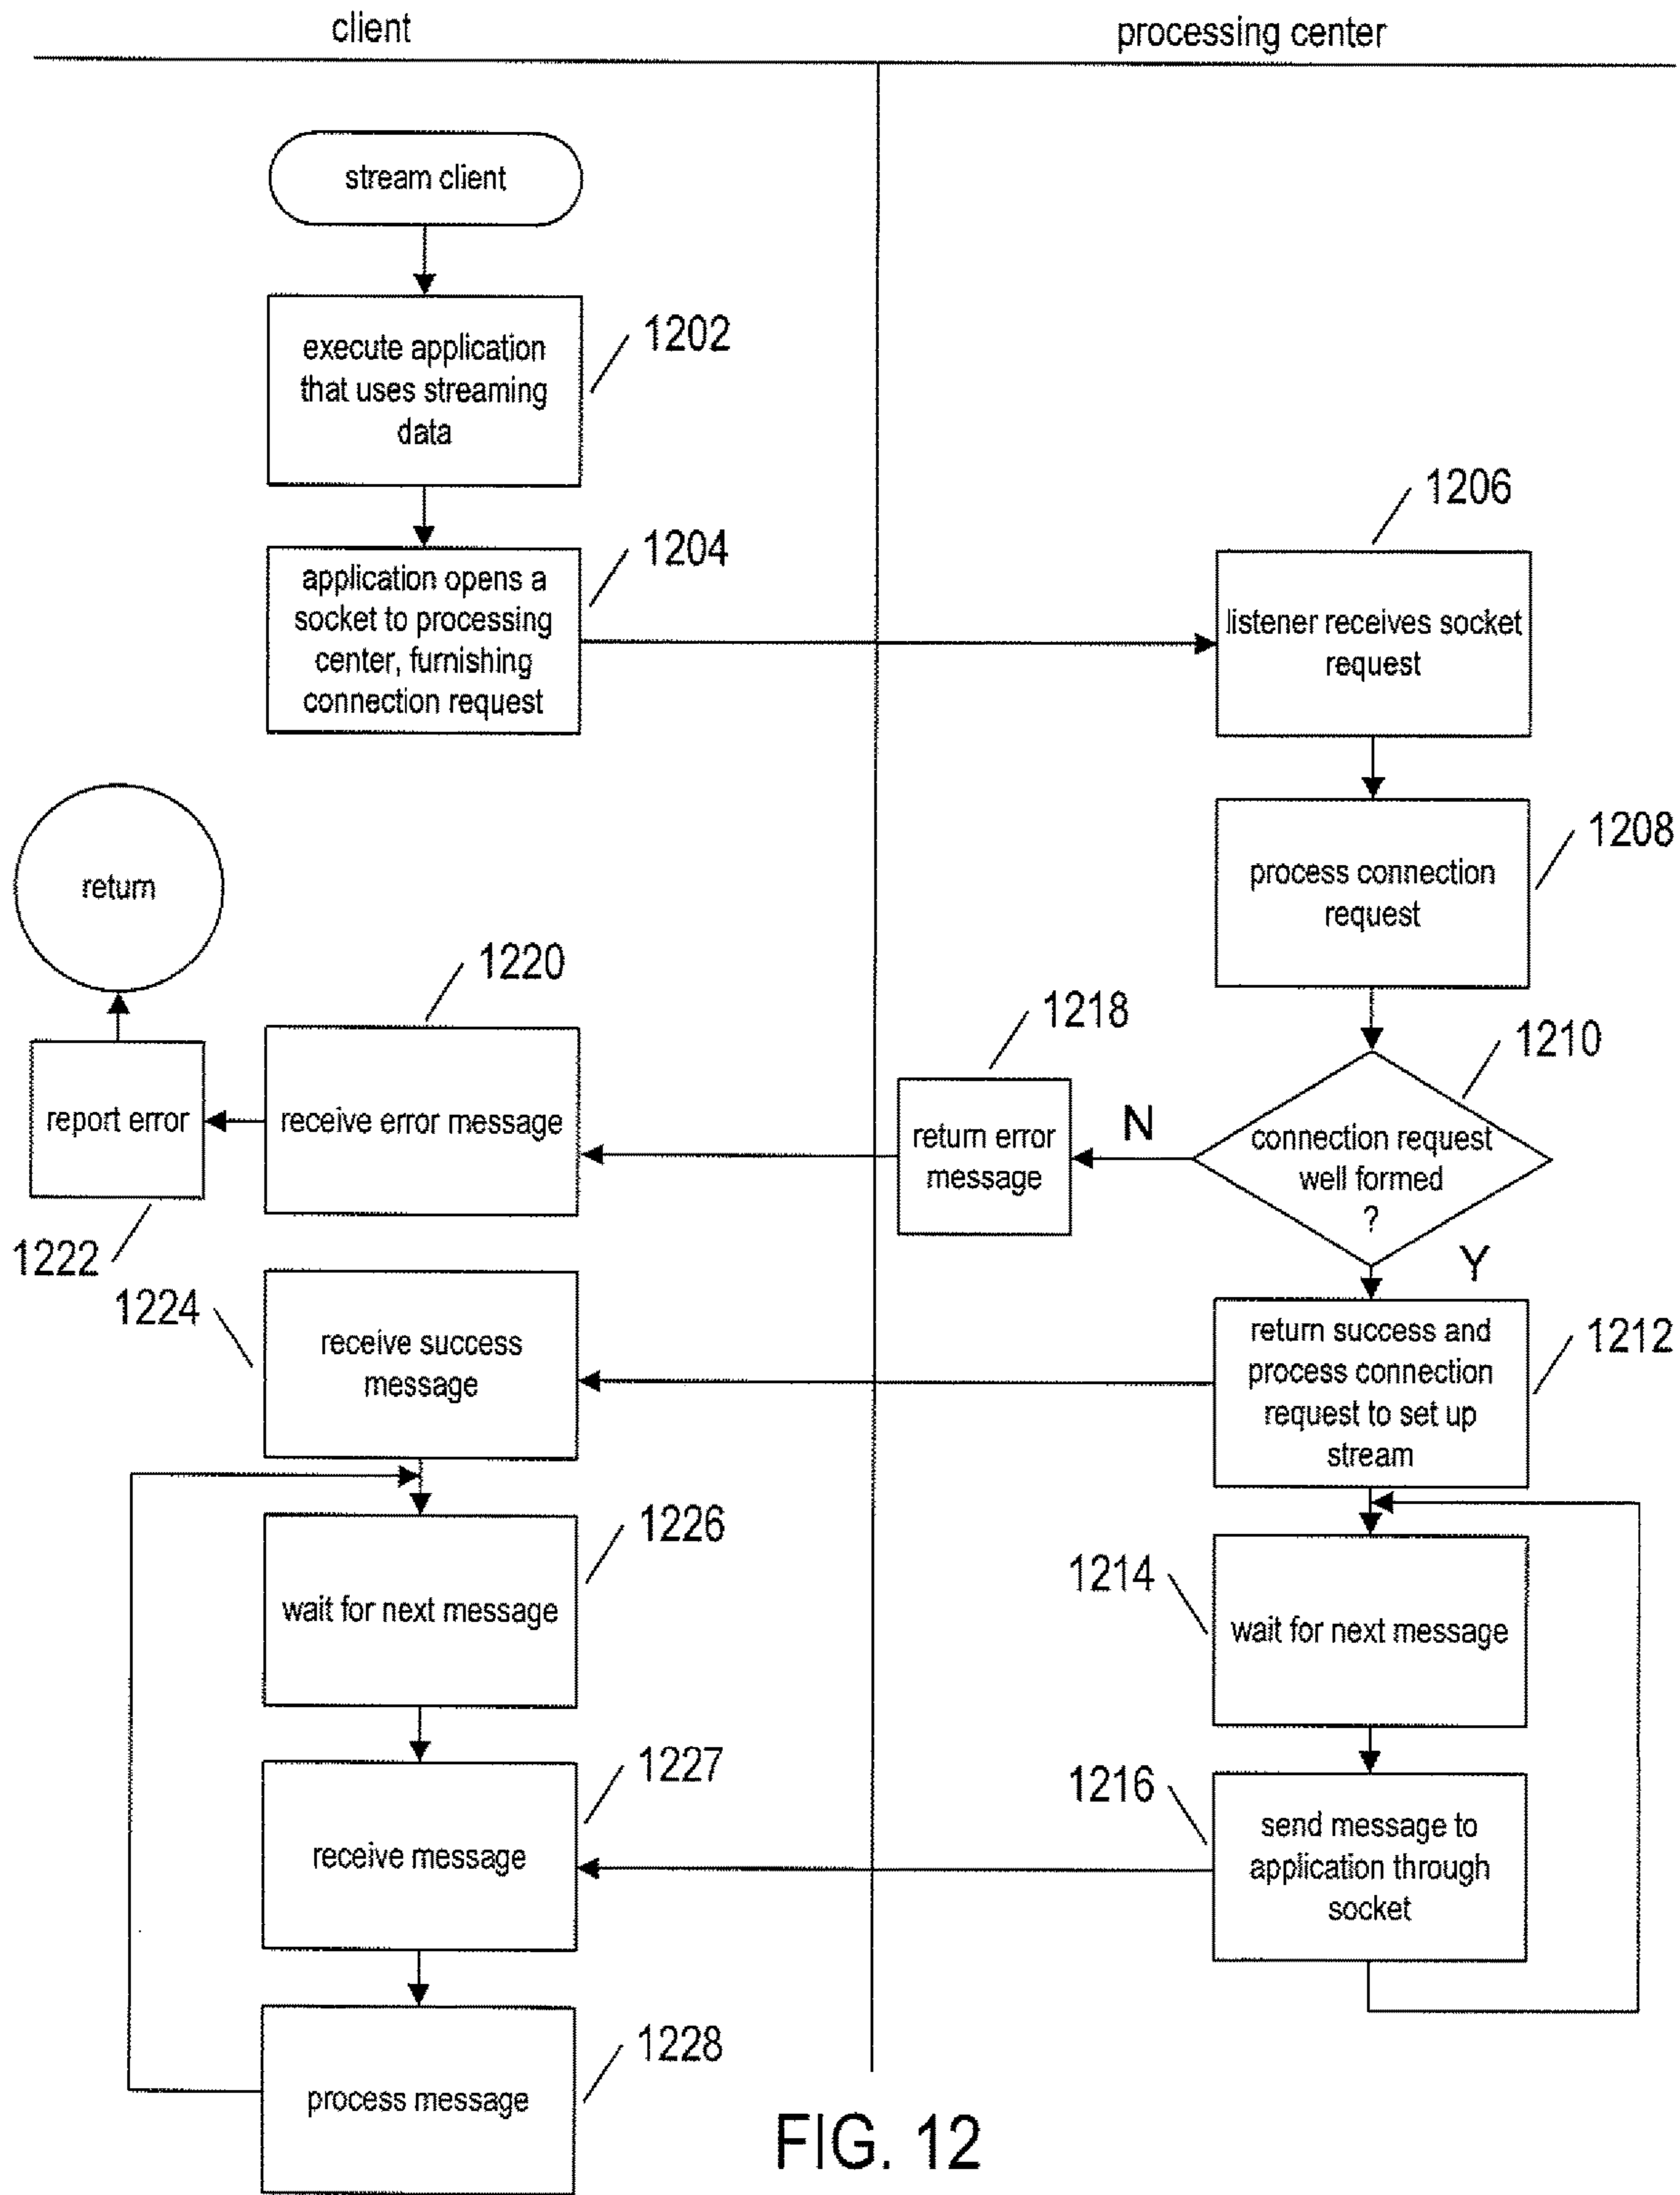 client
processing center
stream client
execute application
that uses streaming
data
1202
application opens a
socket to processing
center, furnishing
connection request
1204
1206
listener receives socket
request
1208
process connection
request
return
1220
1218
1210
report error
receive error message
return error
message
N
connection request
well formed
?
1222
Y
1224
receive success
message
return success and
process connection
request to set up
stream
1212
1226
wait for next message
1214
wait for next message
1227
receive message
1216
send message to
application through
socket
1228
process message
FIG. 12